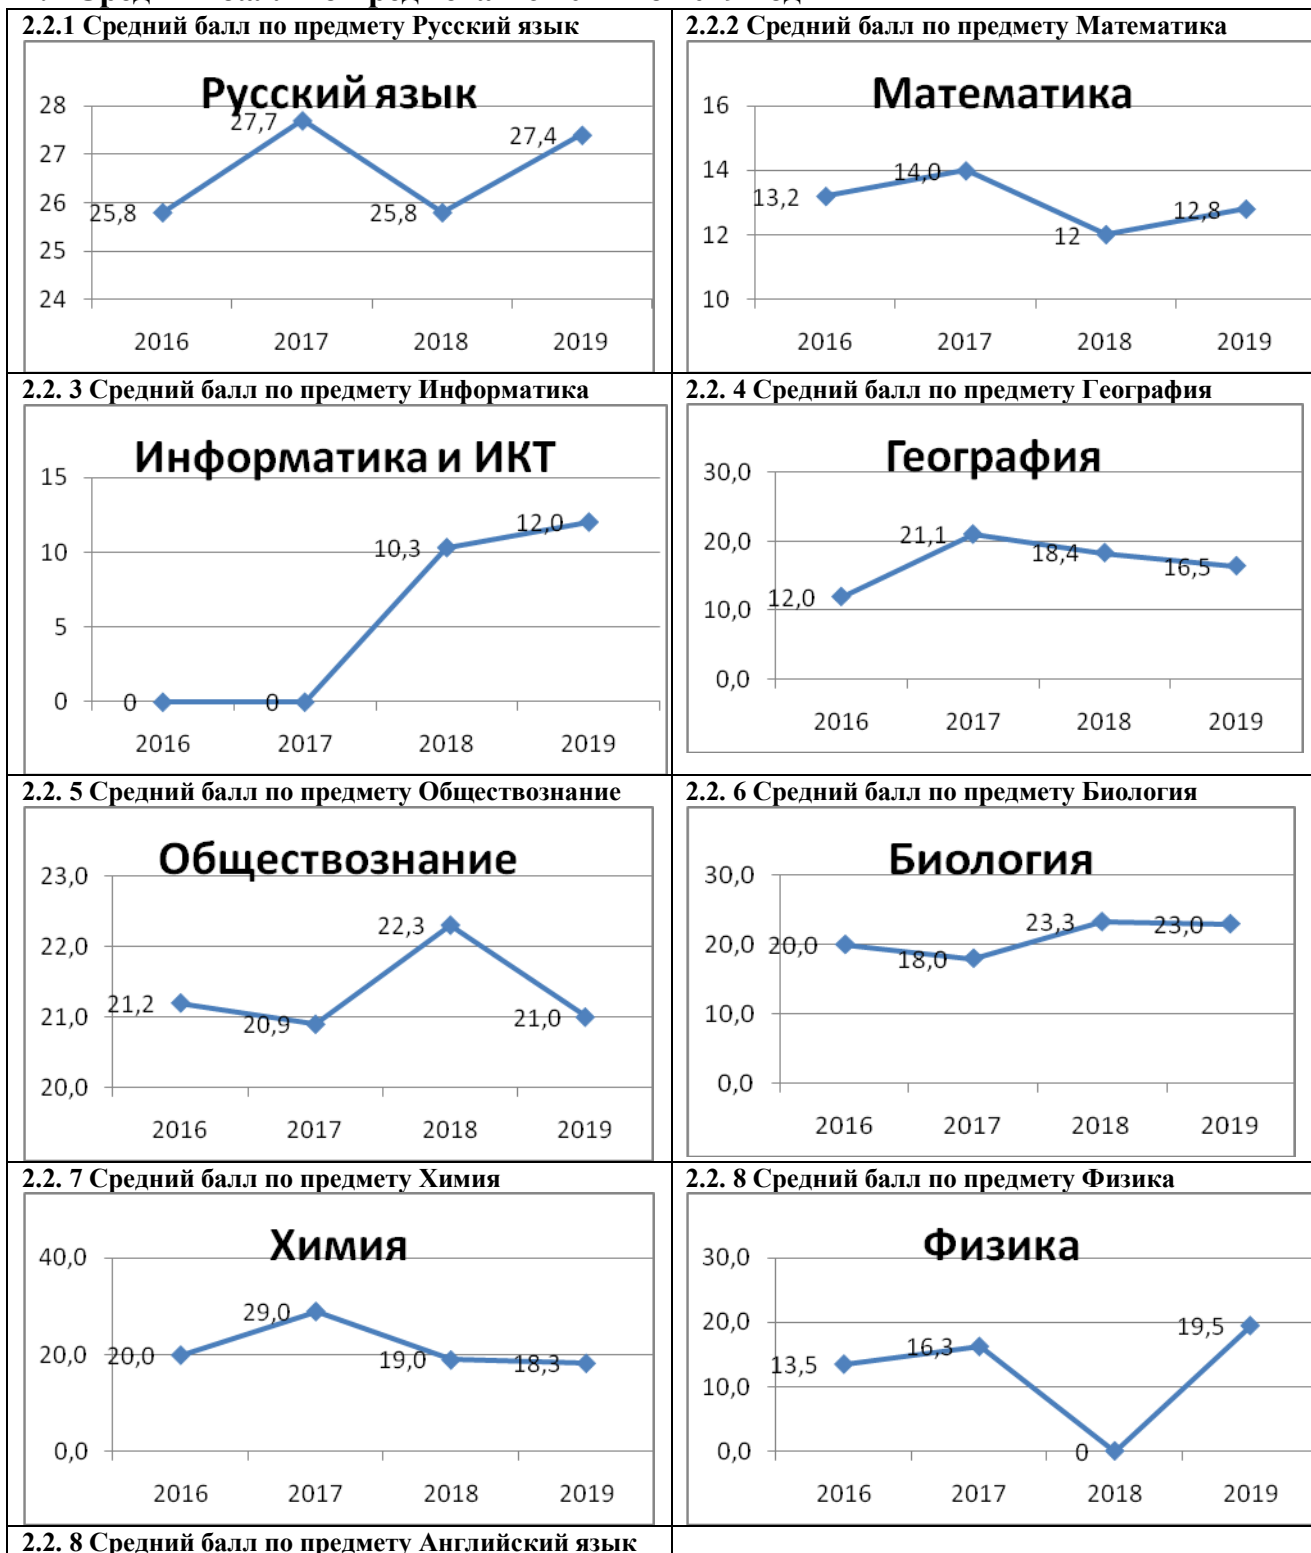 2.2.1 Средний балл по предмету Русский язык
Русский язык
28
27
26
25
24
25,8
27,7
25,8
27,4
2016 2017 2018 2019
2.2.2 Средний балл по предмету Математика
Математика
16
14
12
10
13,2
14,0
12
12,8
2016 2017 2018 2019
2.2. 3 Средний балл по предмету Информатика
Информатика и ИКТ
15
10
5
0
0
0
10,3
12,0
2016 2017 2018 2019
2.2. 4 Средний балл по предмету География
География
30,0
20,0
10,0
0,0
12,0
21,1
18,4
16,5
2016 2017 2018 2019
2.2. 5 Средний балл по предмету Обществознание
Обществознание
23,0
22,0
21,0
20,0
21,2
20,9
22,3
21,0
2016 2017 2018 2019
2.2. 6 Средний балл по предмету Биология
Биология
30,0
20,0
10,0
0,0
20,0
18,0
23,3
23,0
2016 2017 2018 2019
2.2. 7 Средний балл по предмету Химия
Химия
40,0
20,0
0,0
20,0
29,0
19,0
18,3
2016 2017 2018 2019
2.2. 8 Средний балл по предмету Физика
Физика
30,0
20,0
10,0
0,0
13,5
16,3
0
19,5
2016 2017 2018 2019
2.2. 8 Средний балл по предмету Английский язык